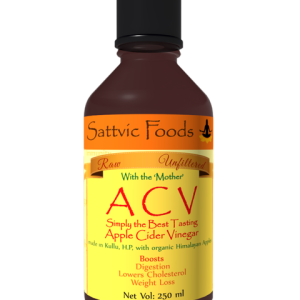 Sattvic Foods
Raw Unfiltered
With the 'Mother'
ACV
Simply the Best Tasting
Apple Cider Vinegar
made in Kullu, H.P, with organic Himalayan Apples
Boosts
Digestion
Lowers Cholesterol
Weight Loss
Net Vol: 250 ml